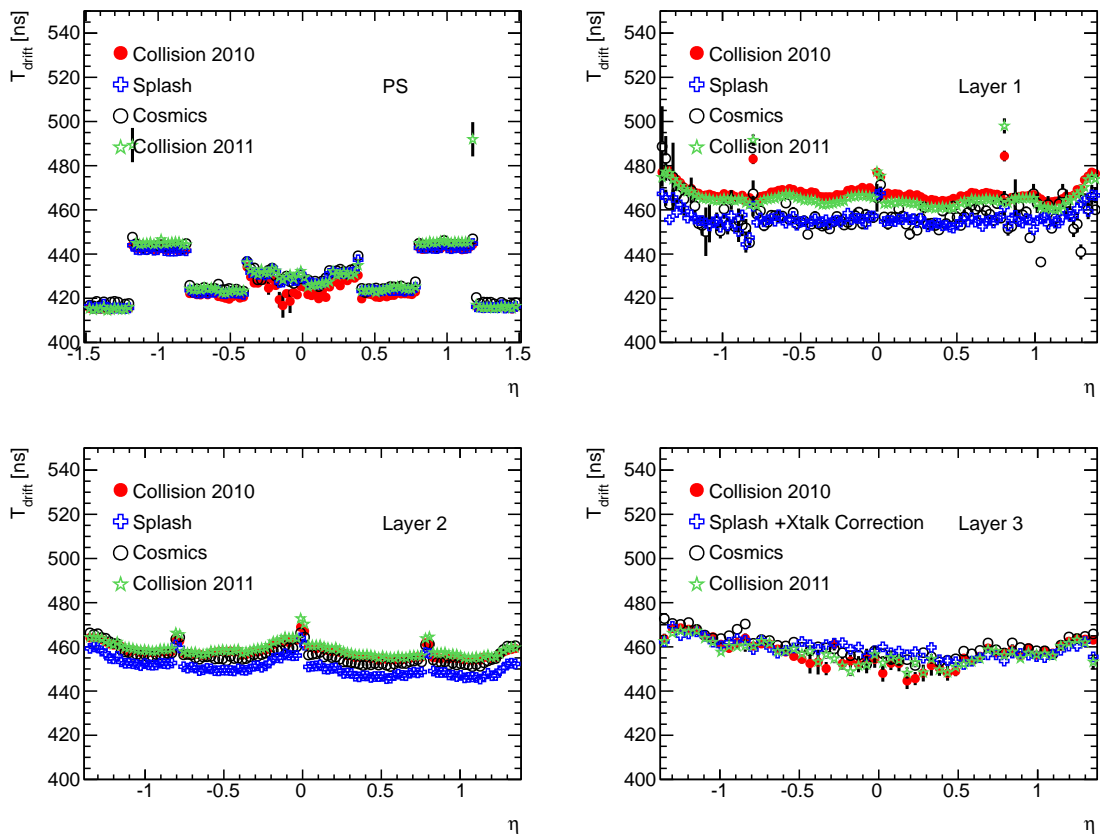 T_drift [ns]
540
520
500
480
460
440
420
400
Collision 2010
Splash
Cosmics
Collision 2011
PS
-1.5 -1 -0.5 0 0.5 1 1.5
η
T_drift [ns]
540
520
500
480
460
440
420
400
Collision 2010
Splash
Cosmics
Collision 2011
Layer 1
-1 -0.5 0 0.5 1
η
T_drift [ns]
540
520
500
480
460
440
420
400
Collision 2010
Splash
Cosmics
Collision 2011
Layer 2
-1 -0.5 0 0.5 1
η
T_drift [ns]
540
520
500
480
460
440
420
400
Collision 2010
Splash +Xtalk Correction
Cosmics
Collision 2011
Layer 3
-1 -0.5 0 0.5 1
η